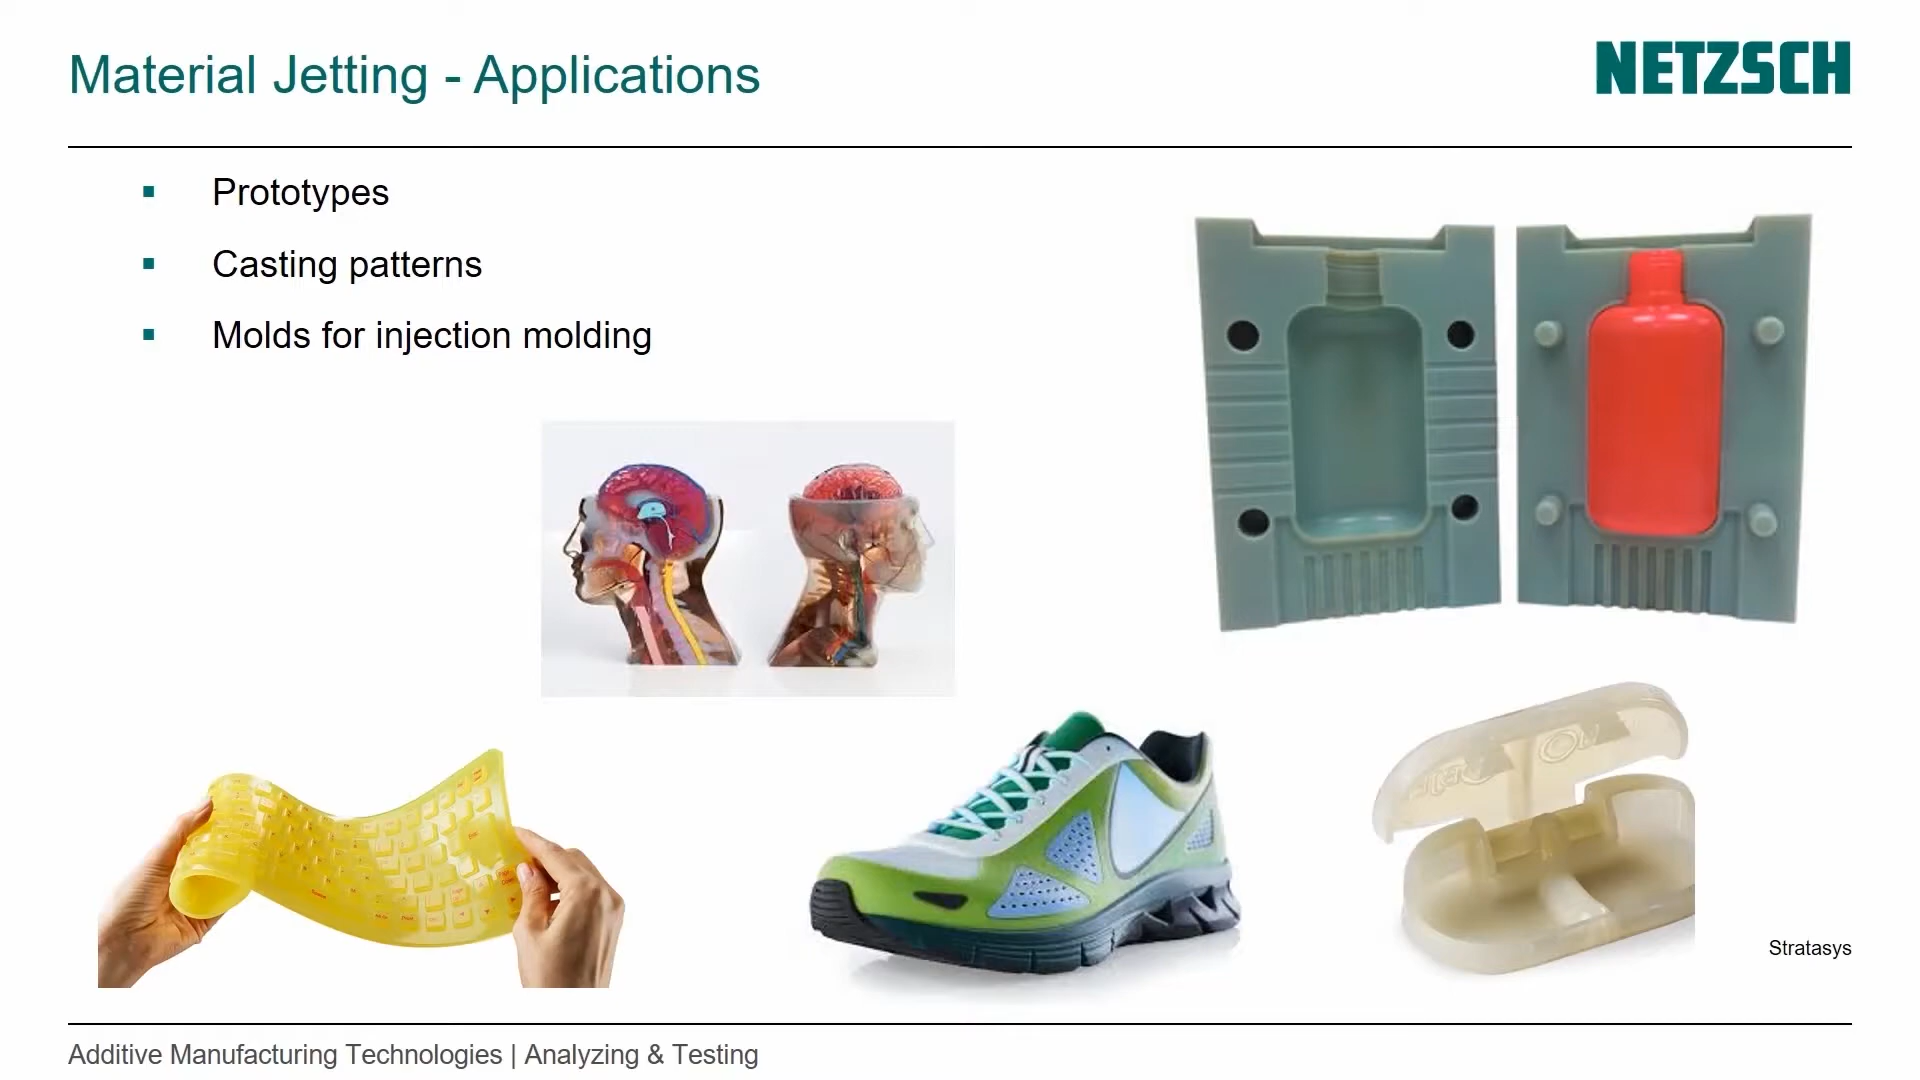 Material Jetting - Applications
NETZSCH
▪ Prototypes
▪ Casting patterns
▪ Molds for injection molding
Stratasys
Additive Manufacturing Technologies | Analyzing & Testing